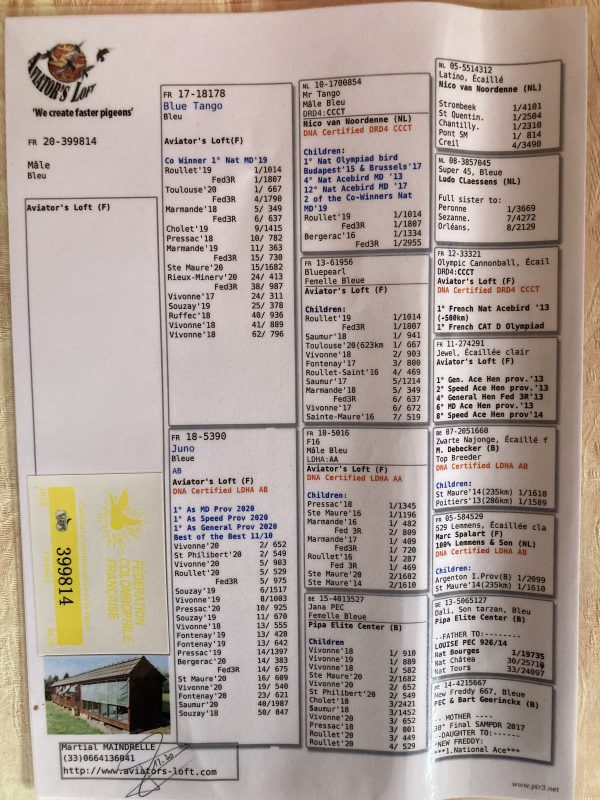 AVIATOR'S LOFT
'We create faster pigeons'
FR 20-399814
Mâle
Bleu
Aviator's Loft (F)
FEDERATION
COLOMBOPHILE
FRANÇAISE
399814
Martial MAINDRELLE
(33)0664136041
http://www.aviators-loft.com
FR 17-18178
Blue Tango
Bleu
Aviator's Loft(F)
Co Winner 1° Nat MD'19
Roullet'19 1/1014
Fed3R 1/1807
Toulouse'20 1/ 667
Fed3R 4/1790
Marmande'18 5/ 349
Fed3R 6/ 637
Cholet'19 9/1415
Pressac'18 10/ 782
Marmande'19 11/ 363
Fed3R 15/ 730
Ste Maure'20 15/1682
Rieux-Minerv'20 24/ 413
Fed3R 38/ 987
Vivonne'17 24/ 311
Souzay'19 25/ 378
Ruffec'18 40/ 936
Vivonne'18 41/ 889
Vivonne'18 62/ 796
FR 18-5390
Juno
Bleue
AB
Aviator's Loft (F)
DNA Certified LDHA AB
1° As MD Prov 2020
1° As Speed Prov 2020
1° As General Prov 2020
Best of the Best 11/10
Vivonne'20 2/ 652
St Philibert'20 2/ 549
Vivonne'20 5/ 903
Roullet'20 5/ 529
Fed3R 5/ 975
Souzay'20 6/1517
Vivonne'19 8/1003
Pressac'20 10/ 925
Souzay'20 11/ 670
Vivonne'18 13/ 555
Fontenay'19 13/ 428
Fontenay'20 13/ 642
Pressac'19 14/1397
Bergerac'20 14/ 383
Fed3R 14/ 675
St Maure'20 16/ 609
Vivonne'20 19/ 540
Fontenay'20 23/ 621
Saumur'20 40/1987
Souzay'18 50/ 847
NL 10-1700854
Mr Tango
Mâle Bleu
DRD4:CCCT
Nico van Noordenne (NL)
DNA Certified DRD4 CCCT
Children:
1° Nat Olympiad bird
Budapest'15 & Brussels'17
4° Nat Acebird MD '13
12° Nat Acebird MD '17
2 of the Co-Winners Nat
MD'19
Roullet'19 1/1014
Fed3R 1/1807
Bergerac'16 1/1334
Fed3R 1/2955
FR 13-61956
Bluepearl
Femelle Bleue
Aviator's Loft (F)
Children:
Roullet'19 1/1014
Fed3R 1/1807
Saumur'18 1/ 941
Toulouse'20(623km 1/ 667
Vivonne'18 2/ 903
Fontenay'17 3/ 800
Roullet-Saint'16 4/ 469
Saumur'17 5/1214
Marmande'18 5/ 349
Fed3R 6/ 637
Vivonne'17 6/ 672
Sainte-Maure'16 7/ 519
FR 10-5016
F16
Mâle Bleu
LDHA:AA
Aviator's Loft (F)
DNA Certified LDHA AA
Children:
Pressac'18 1/1345
Ste Maure'16 1/1196
Marmande'16 1/ 482
Fed 3R 2/ 809
Marmande'17 1/ 409
Fed3R 1/ 720
Roullet'16 1/ 287
Fed3R 1/ 469
Ste Maure'20 2/1682
Ste Maure'14 2/1610
BE 15-4013527
Jana PEC
Femelle Bleue
Pipa Elite Center (B)
Children
Vivonne'18 1/ 910
Vivonne'19 1/ 889
Vivonne'18 1/ 582
Ste Maure'20 2/1682
Vivonne'20 2/ 652
St Philibert'20 2/ 549
Cholet'18 3/2421
Saumur'18 3/1452
Vivonne'18 3/ 652
Vivonne'20 3/ 801
Roullet'20 3/ 449
Roullet'20 4/ 529
NL 05-5514312
Latino, Écaillé
Nico van Noordenne (NL)
Strombeek 1/4101
St Quentin. 1/2504
Chantilly. 1/2310
Pont SM 1/ 814
Creil 4/3490
NL 08-3857045
Super 45, Bleue
Ludo CLaessens (NL)
Full sister to:
Peronne 1/3669
Sezanne. 7/4272
Orléans. 8/2129
FR 12-33321
Olympic Cannonball, Écail
DRD4:CCCT
Aviator's Loft (F)
DNA Certified DRD4 CCCT
1° French Nat Acebird '13
(-500km)
1° French CAT D Olympiad
FR 11-274291
Jewel, Écaillée clair
Aviator's Loft (F)
1° Gen. Ace Hen prov.'13
2° Speed Ace Hen prov.'13
4° General Hen Fed 3R'13
6° MD Ace Hen prov'13
8° Speed Ace Hen prov'14
BE 07-2051660
Zwarte Najonge, Écaillé f
M. Debecker (B)
Top Breeder
DNA Certified LDHA AB
Children:
St Maure'14(235km) 1/1610
Poitiers'13(286km) 1/1589
FR 05-584529
529 Lemmens, Écaillée cla
Marc Spalart (F)
100% Lemmens & Son (NL)
DNA Certified LDHA AB
Children:
Argenton I.Prov(B) 1/2099
St Maure'14(235km) 1/1610
BE 13-5065127
Dali, Son tarzan, Bleu
Pipa Elite Center (B)
--FATHER TO:--------
LOUISE PEC 926/14
Nat Bourges 1/19735
Nat Châtea 30/2571
Nat Tours 33/24097
BE 14-4215667
New Freddy 667, Bleue
PEC & Bart Geerinckx (B)
-- MOTHER ----
30° Final SAMPDR 2017
--DAUGHTER TO:------
*NEW FREDDY:
***1.National Ace***
www.pir3.net